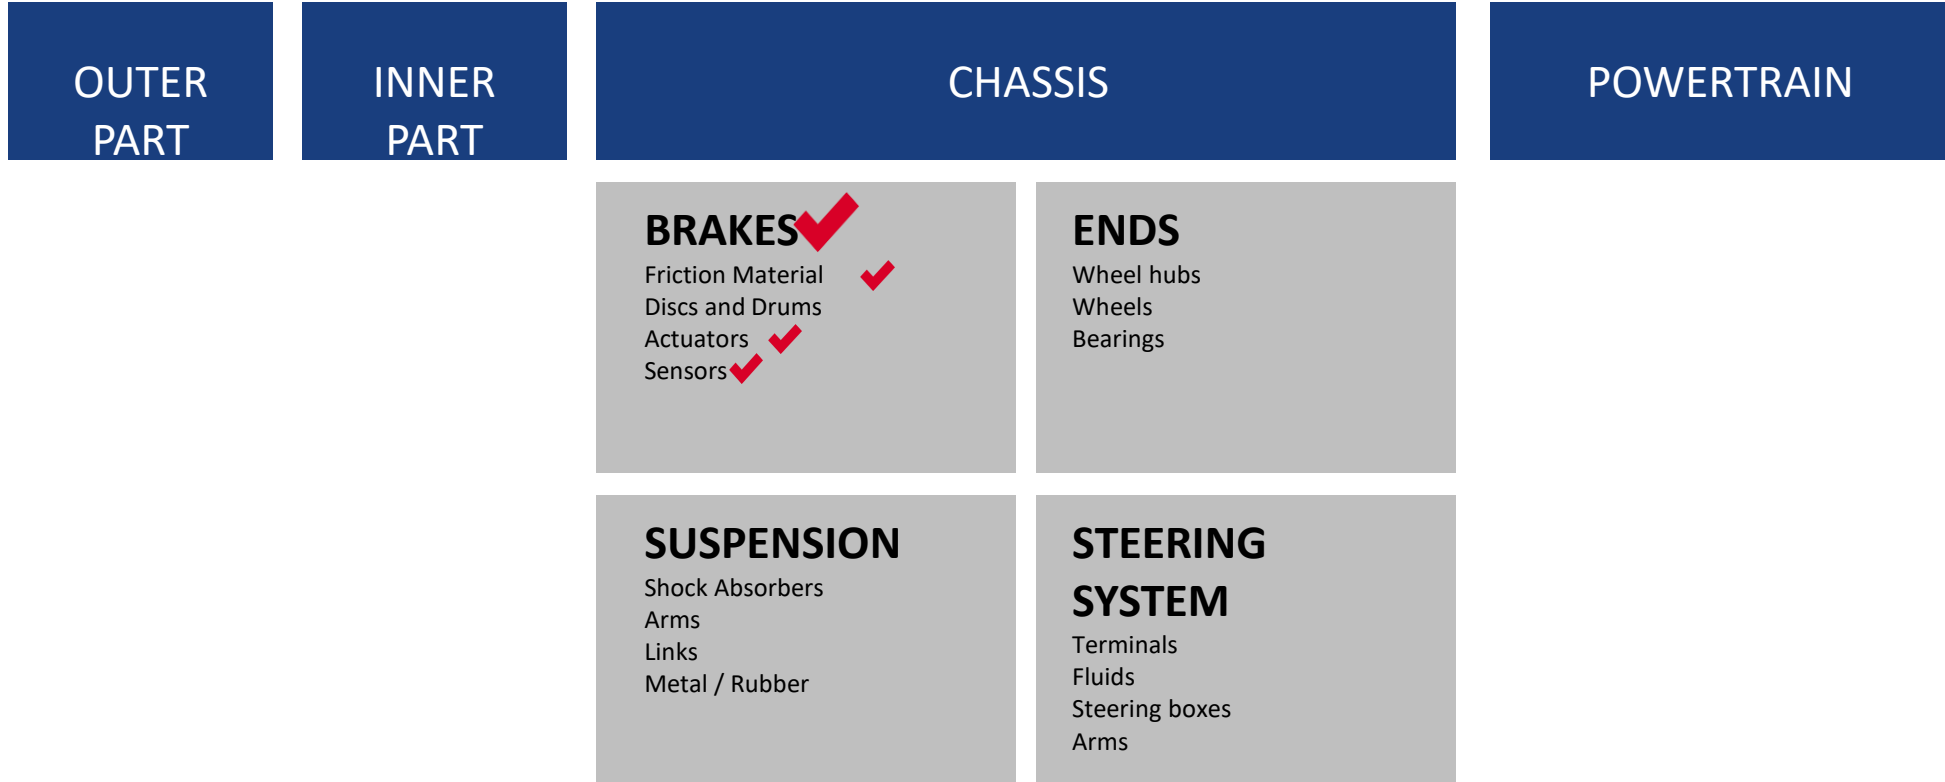 OUTER
PART
INNER
PART
CHASSIS
POWERTRAIN
BRAKES
Friction Material
Discs and Drums
Actuators
Sensors
ENDS
Wheel hubs
Wheels
Bearings
SUSPENSION
Shock Absorbers
Arms
Links
Metal / Rubber
STEERING
SYSTEM
Terminals
Fluids
Steering boxes
Arms